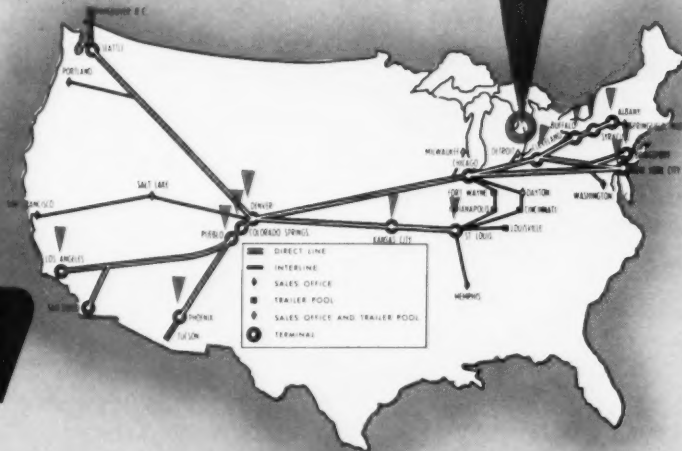 SEATTLE
PORTLAND
BUFFALO
ALBANY
CLEVELAND
MILWAUKEE
DETROIT
CHICAGO
NEW YORK CITY
SALT LAKE
DENVER
FORT WAYNE
DAYTON
WASHINGTON
INDIANAPOLIS
CINCINNATI
PUEBLO
COLORADO SPRINGS
KANSAS CITY
ST. LOUIS
LOUISVILLE
LOS ANGELES
MEMPHIS
PHOENIX
TUCSON
DIRECT LINE
INTERLINE
SALES OFFICE
TRAILER POOL
SALES OFFICE AND TRAILER POOL
TERMINAL